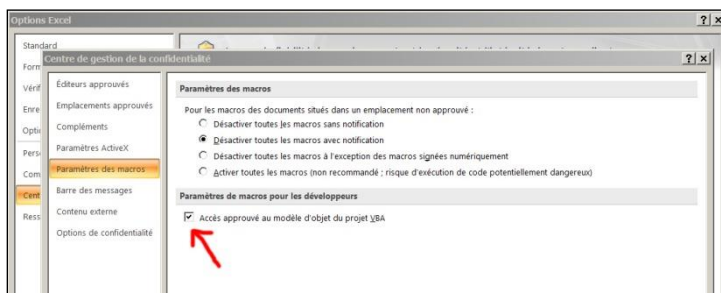 Options Excel
Standard
Form
Centre de gestion de la confidentialité
Vérif
Enre
Optio
Pers
Com
Cent
Ress
Éditeurs approuvés
Emplacements approuvés
Compléments
Paramètres ActiveX
Paramètres des macros
Barre des messages
Contenu externe
Options de confidentialité
Paramètres des macros
Pour les macros des documents situés dans un emplacement non approuvé :
Désactiver toutes les macros sans notification
Désactiver toutes les macros avec notification
Désactiver toutes les macros à l'exception des macros signées numériquement
Activer toutes les macros (non recommandé ; risque d'exécution de code potentiellement dangereux)
Paramètres de macros pour les développeurs
Accès approuvé au modèle d'objet du projet VBA